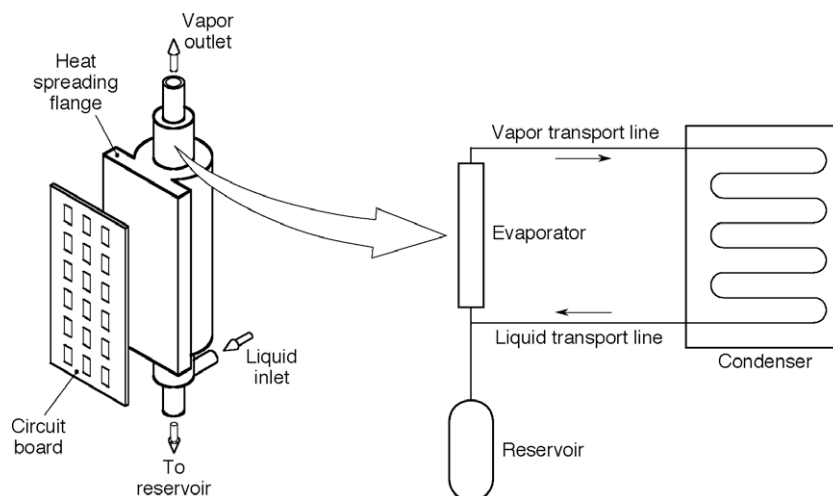 Vapor
outlet
Heat
spreading
flange
Liquid
inlet
Circuit
board
To
reservoir
Vapor transport line
Evaporator
Liquid transport line
Condenser
Reservoir